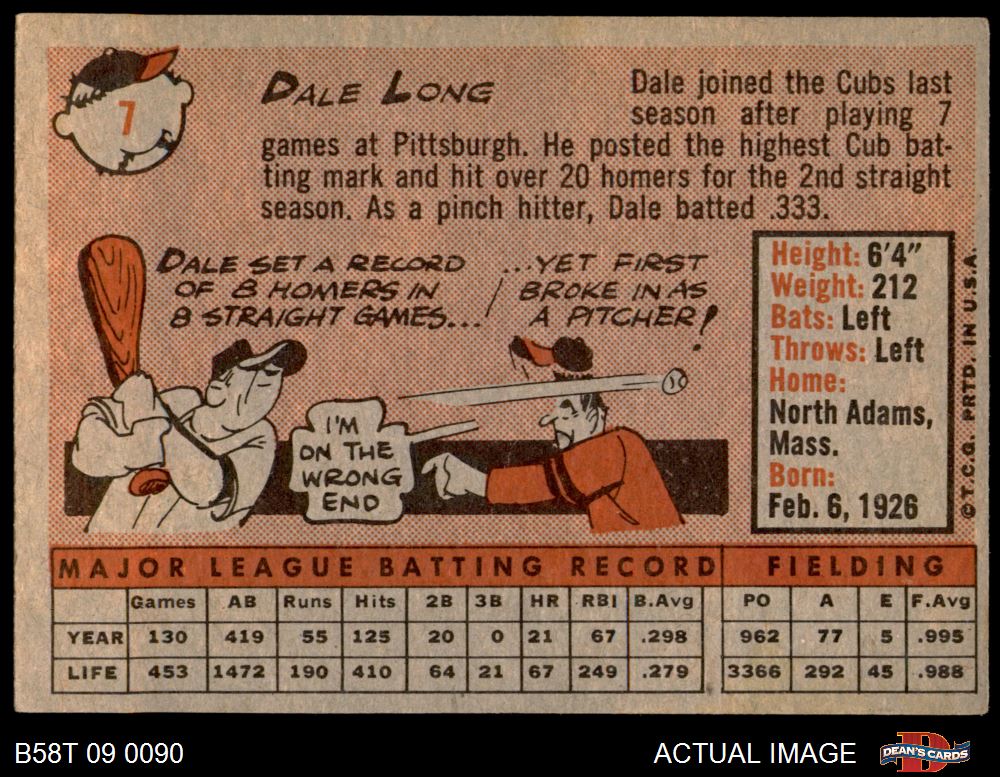 7
DALE LONG
Dale joined the Cubs last
season after playing 7
games at Pittsburgh. He posted the highest Cub bat-
ting mark and hit over 20 homers for the 2nd straight
season. As a pinch hitter, Dale batted .333.
DALE SET A RECORD
OF 8 HOMERS IN
8 STRAIGHT GAMES...
...YET FIRST
BROKE IN AS
A PITCHER!
I'M
ON THE
WRONG
END
Height: 6'4"
Weight: 212
Bats: Left
Throws: Left
Home:
North Adams,
Mass.
Born:
Feb. 6, 1926
©T.C.G. PRTD. IN U.S.A.
MAJOR LEAGUE BATTING RECORD FIELDING
Games AB Runs Hits 2B 3B HR RBI B.Avg PO A E F.Avg
YEAR 130 419 55 125 20 0 21 67 .298 962 77 5 .995
LIFE 453 1472 190 410 64 21 67 249 .279 3366 292 45 .988
B58T 09 0090
ACTUAL IMAGE
DEAN'S CARDS